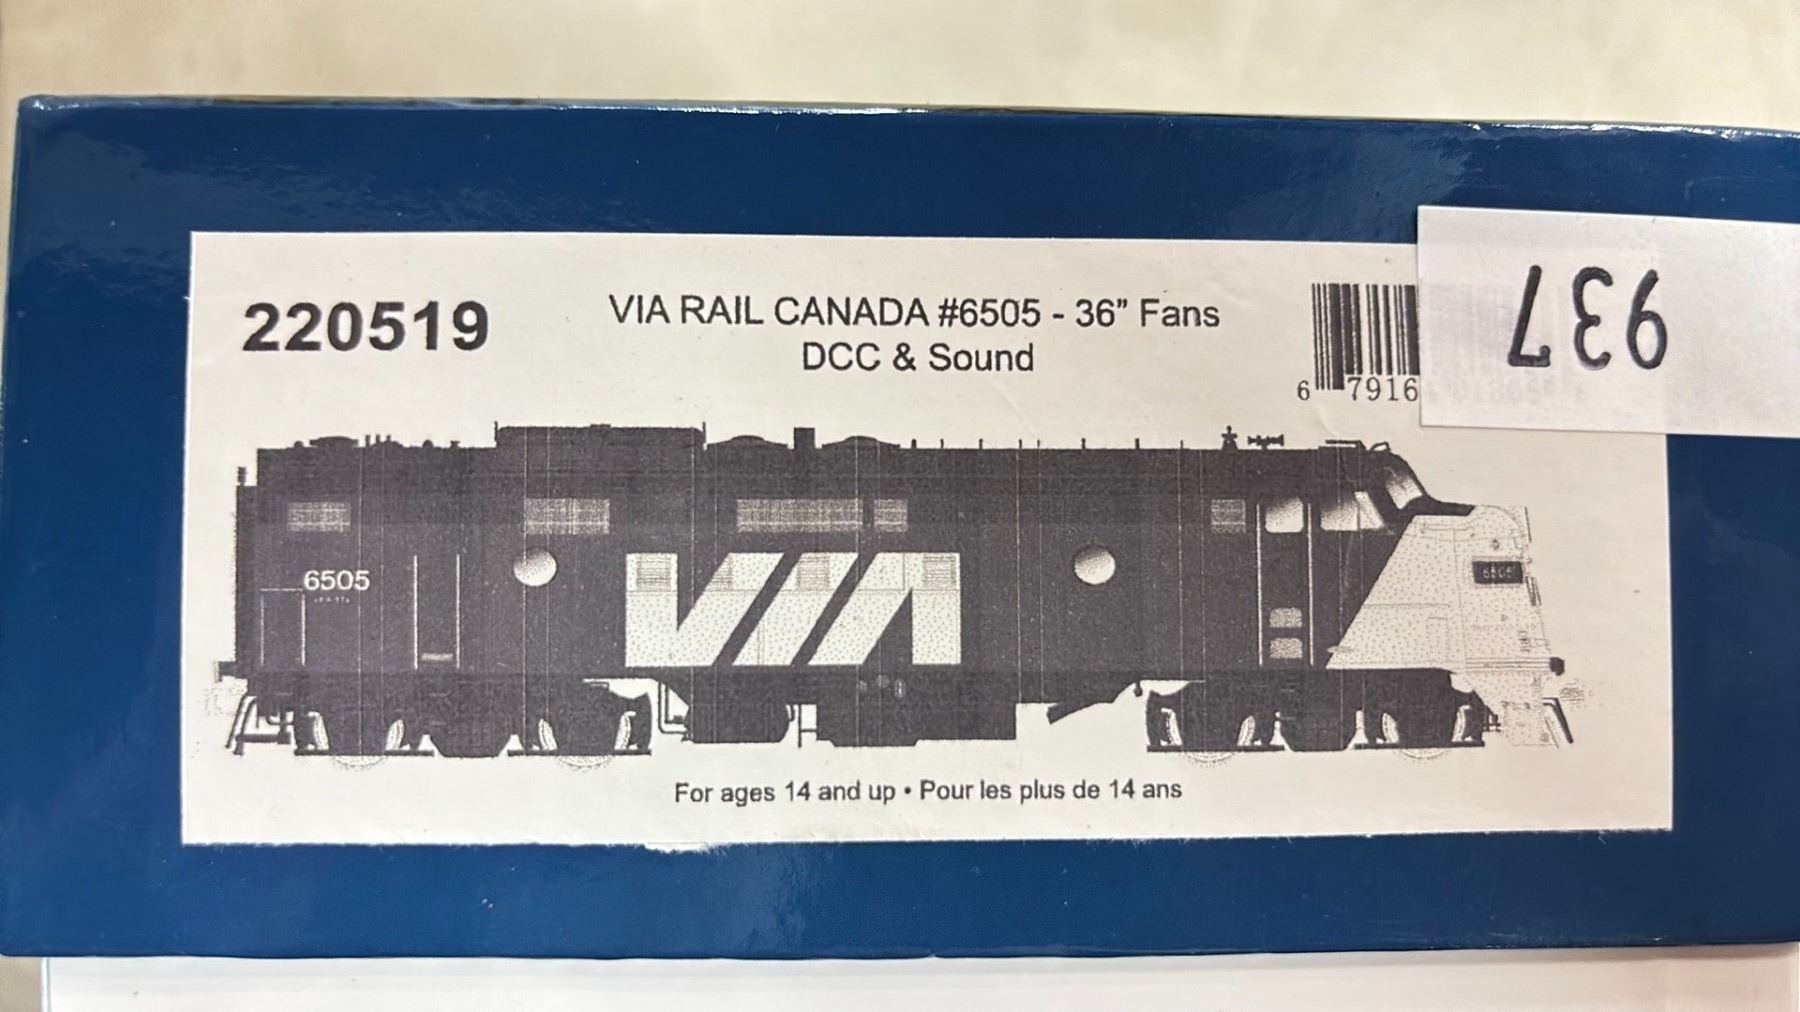 220519
VIA RAIL CANADA #6505 - 36” Fans
DCC & Sound
6 7916
937
6505
VIA
6505
For ages 14 and up • Pour les plus de 14 ans